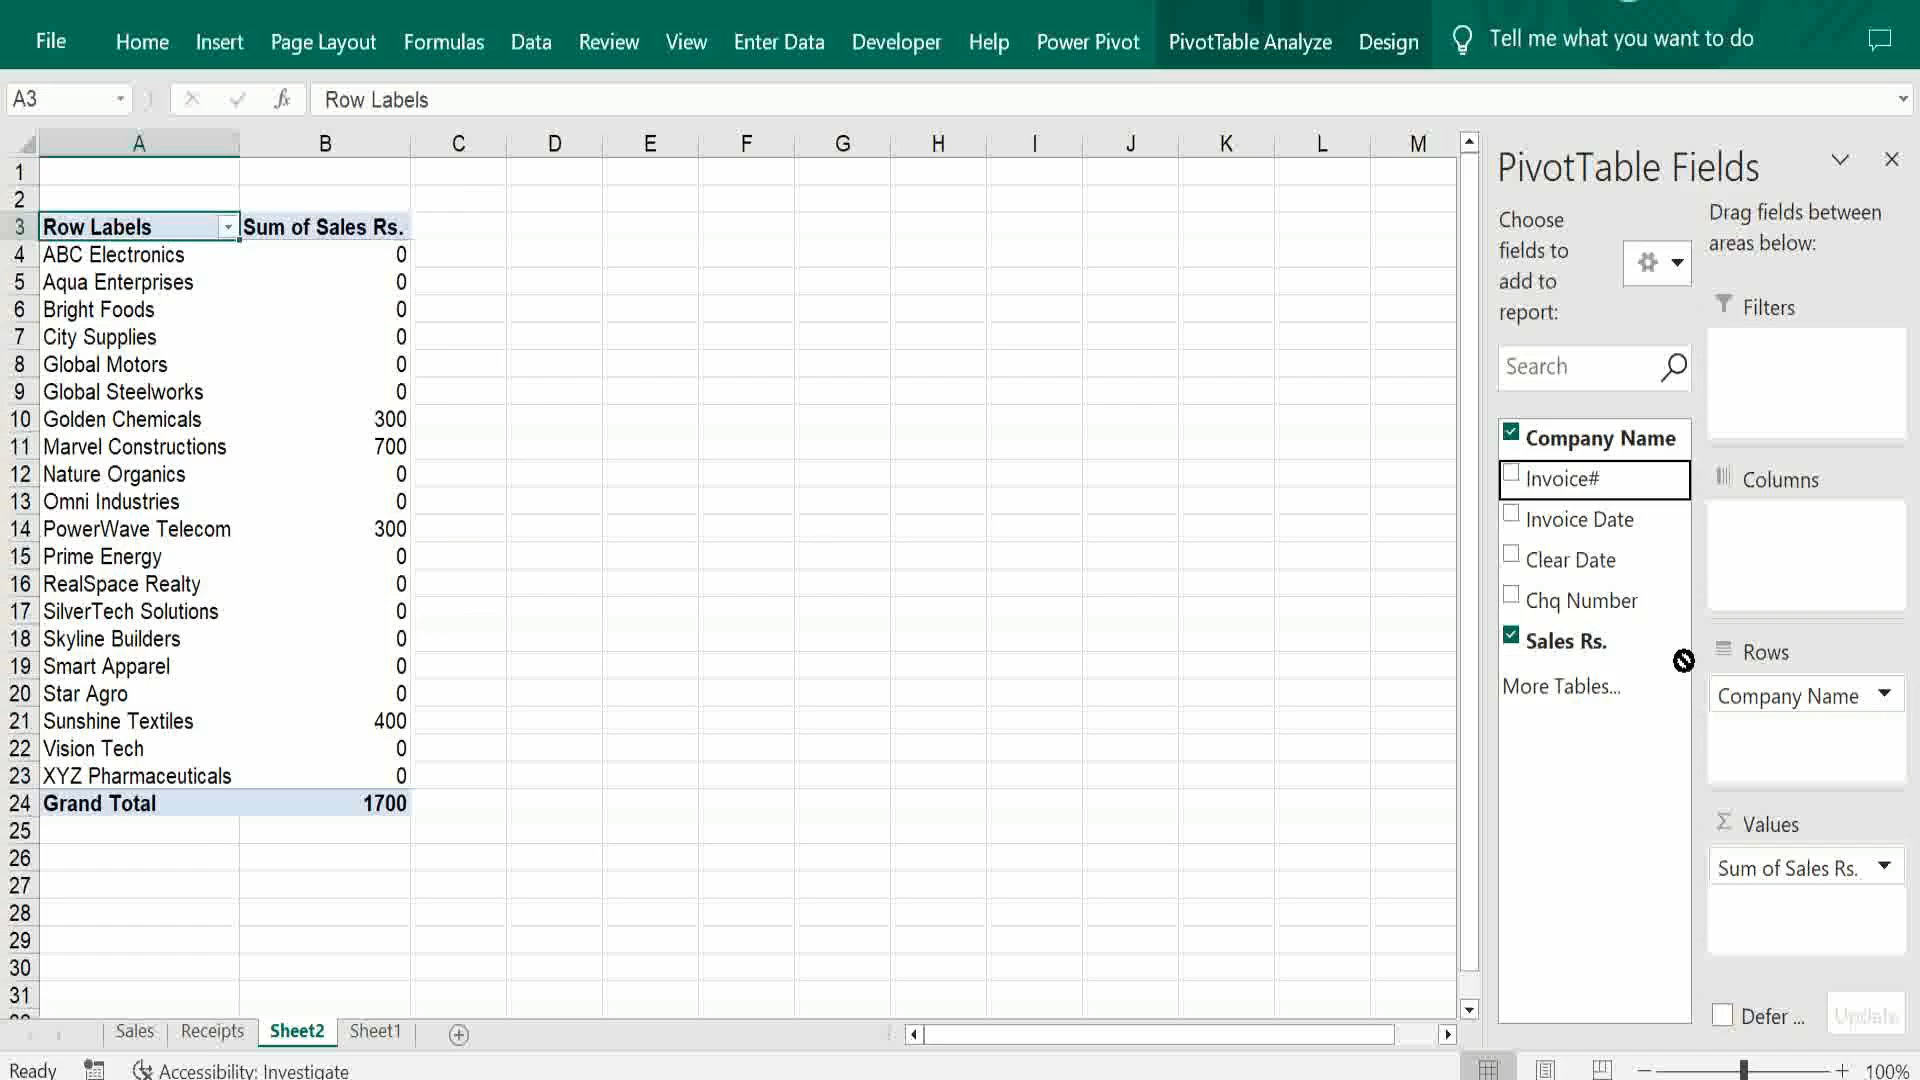 File Home Insert Page Layout Formulas Data Review View Enter Data Developer Help Power Pivot PivotTable Analyze Design Tell me what you want to do
A3 fx Row Labels
A B C D E F G H I J K L M
1
2
3 Row Labels Sum of Sales Rs.
4 ABC Electronics 0
5 Aqua Enterprises 0
6 Bright Foods 0
7 City Supplies 0
8 Global Motors 0
9 Global Steelworks 0
10 Golden Chemicals 300
11 Marvel Constructions 700
12 Nature Organics 0
13 Omni Industries 0
14 PowerWave Telecom 300
15 Prime Energy 0
16 RealSpace Realty 0
17 SilverTech Solutions 0
18 Skyline Builders 0
19 Smart Apparel 0
20 Star Agro 0
21 Sunshine Textiles 400
22 Vision Tech 0
23 XYZ Pharmaceuticals 0
24 Grand Total 1700
25
26
27
28
29
30
31
PivotTable Fields
Choose
fields to
add to
report:
Search
Company Name
Invoice#
Invoice Date
Clear Date
Chq Number
Sales Rs.
More Tables...
Drag fields between
areas below:
Filters
Columns
Rows
Company Name
Σ Values
Sum of Sales Rs.
Defer ... Update
Sales Receipts Sheet2 Sheet1
Ready Accessibility: Investigate 100%